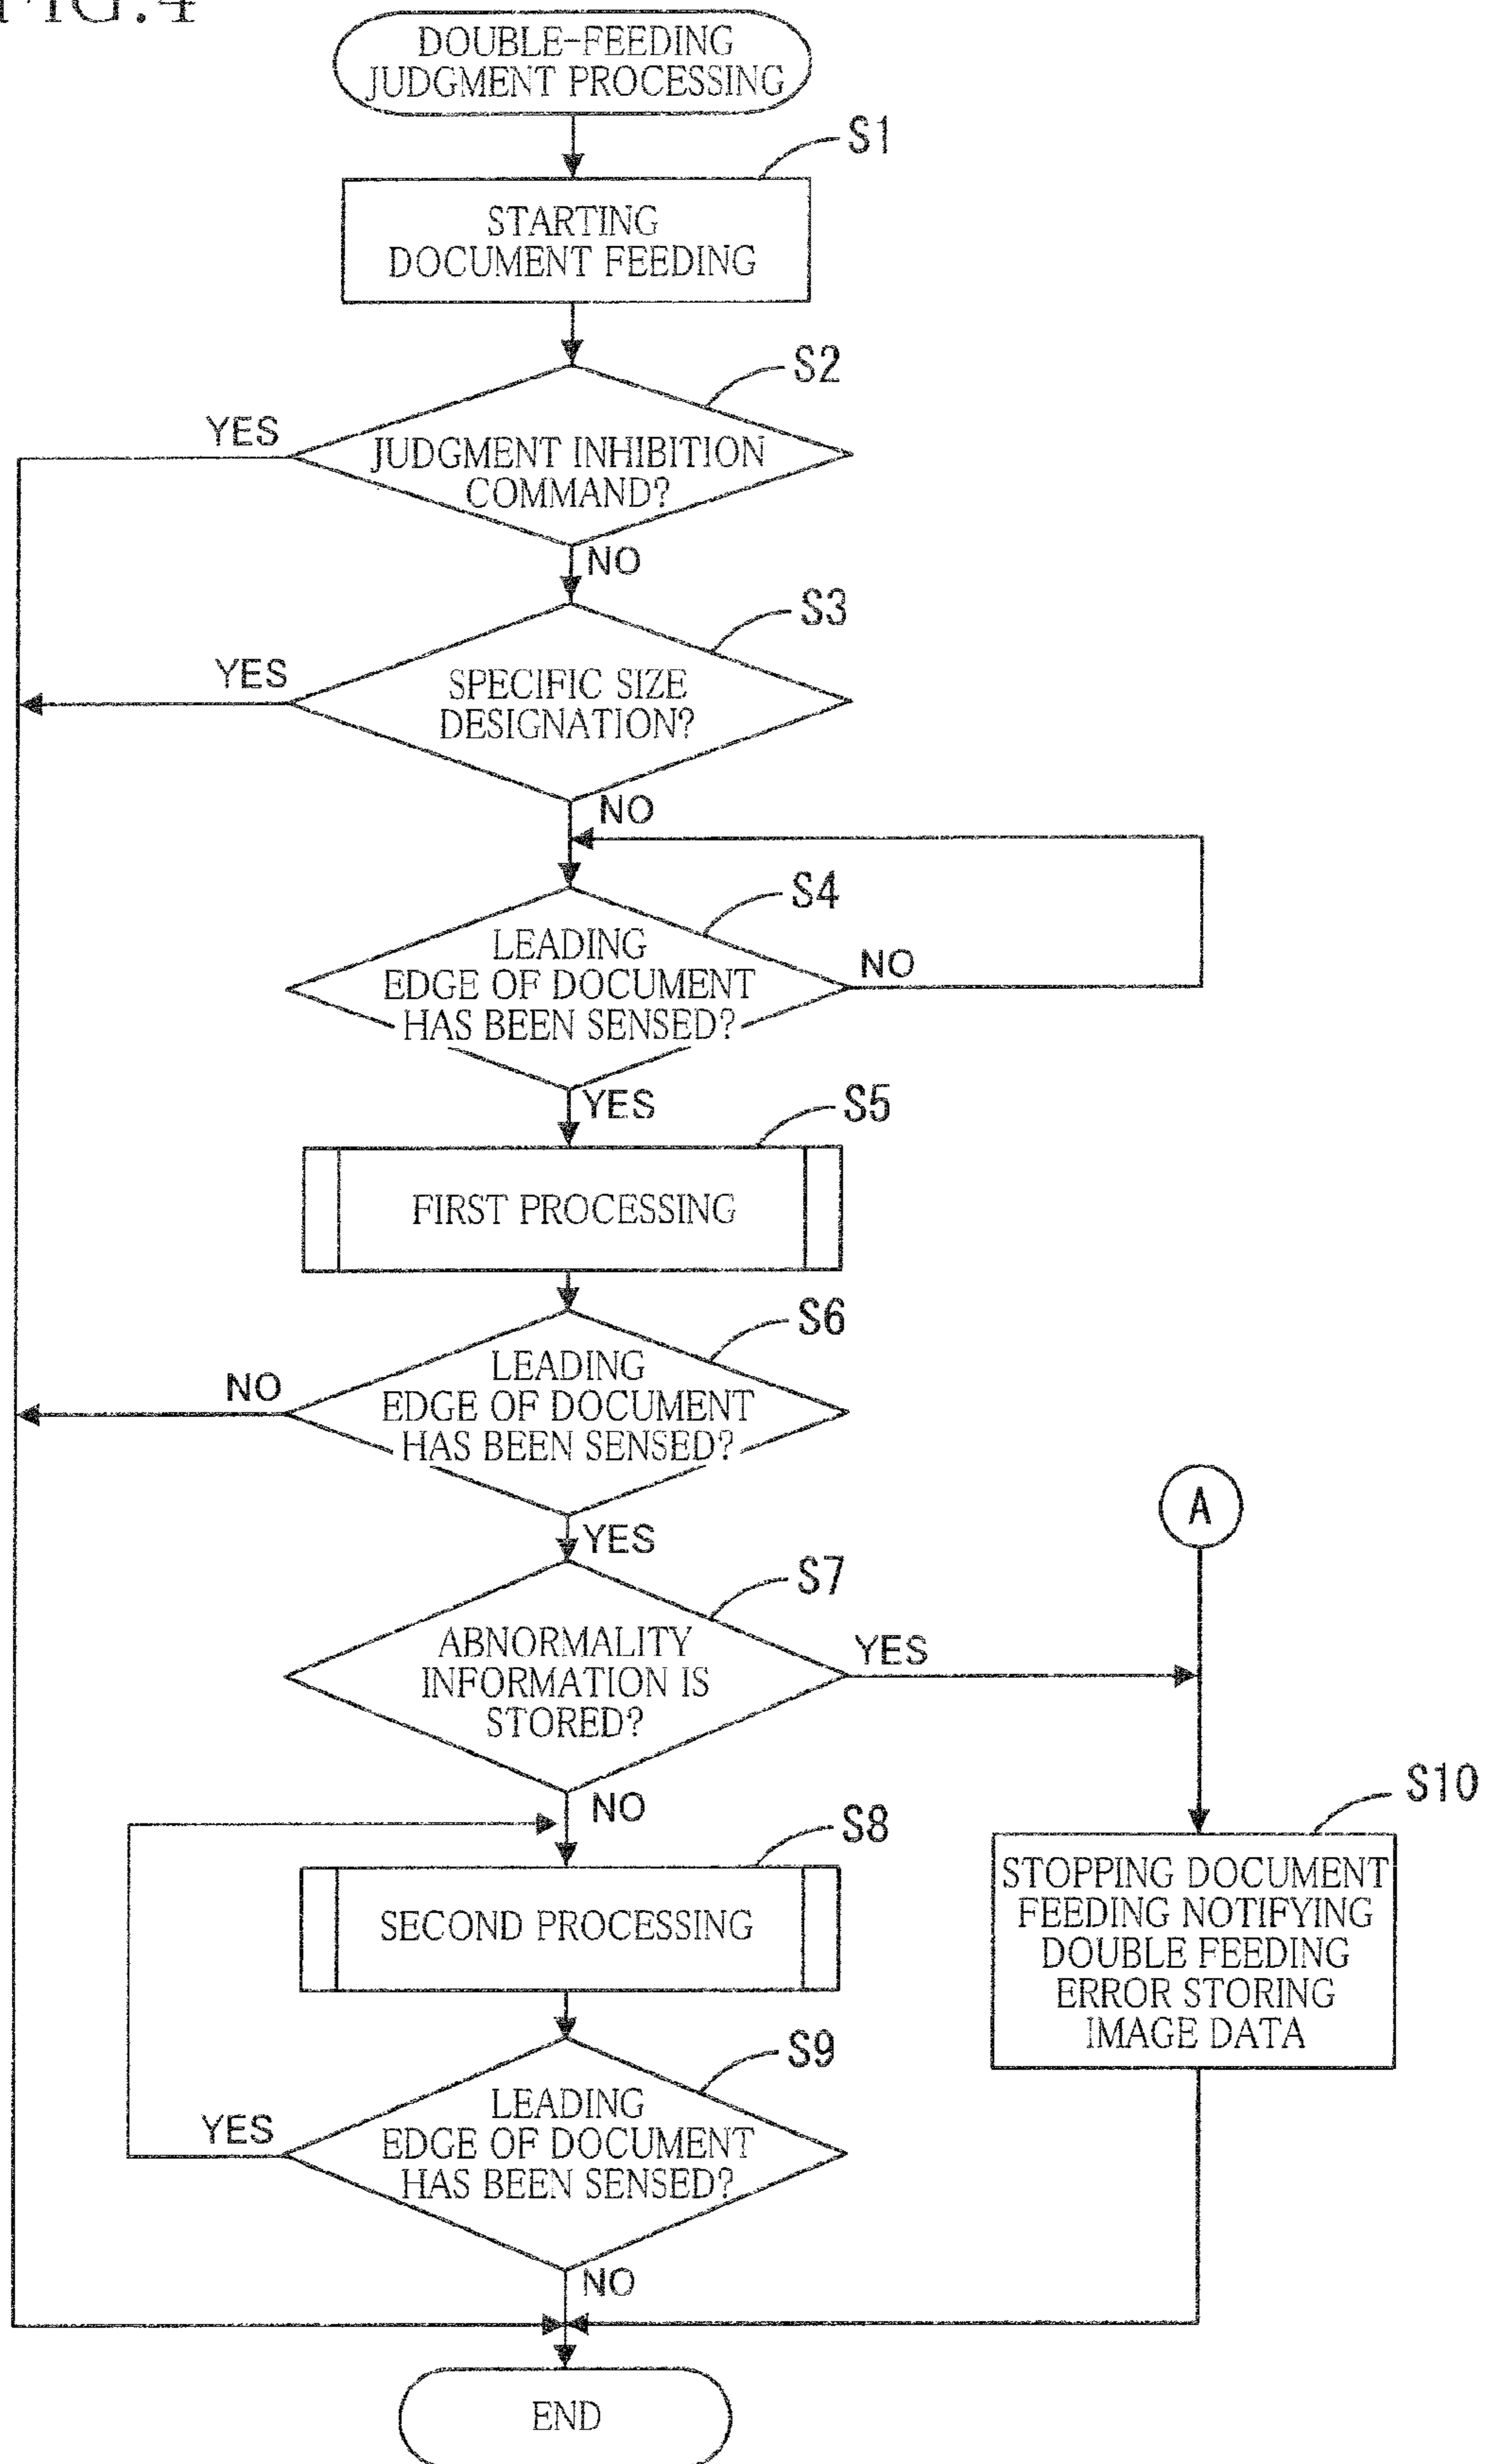 FIG.4
DOUBLE-FEEDING
JUDGMENT PROCESSING
S1
STARTING
DOCUMENT FEEDING
S2
YES
JUDGMENT INHIBITION
COMMAND?
NO
S3
YES
SPECIFIC SIZE
DESIGNATION?
NO
S4
LEADING
EDGE OF DOCUMENT
HAS BEEN SENSED?
NO
YES
S5
FIRST PROCESSING
S6
LEADING
EDGE OF DOCUMENT
HAS BEEN SENSED?
NO
YES
A
S7
ABNORMALITY
INFORMATION IS
STORED?
YES
NO
S8
SECOND PROCESSING
S10
STOPPING DOCUMENT
FEEDING NOTIFYING
DOUBLE FEEDING
ERROR STORING
IMAGE DATA
S9
LEADING
EDGE OF DOCUMENT
HAS BEEN SENSED?
YES
NO
END